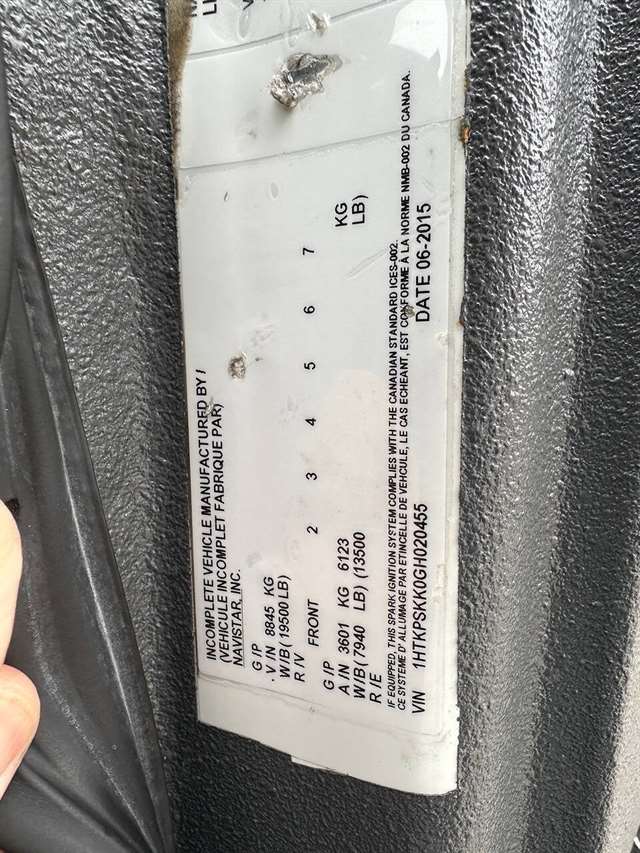 INCOMPLETE VEHICLE MANUFACTURED BY /
(VEHICULE INCOMPLET FABRIQUE PAR)
NAVISTAR, INC.
G /P
. V /N 8845 KG
W/B (19500 LB)
R /V FRONT 2 3 4 5 6 7
G /P
A /N 3601 KG 6123 KG
W/B (7940 LB) (13500 LB)
R /E
IF EQUIPPED, THIS SPARK IGNITION SYSTEM COMPLIES WITH THE CANADIAN STANDARD ICES-002.
CE SYSTEME D' ALLUMAGE PAR ETINCELLE DE VEHICULE, LE CAS ECHEANT, EST CONFORME À LA NORME NMB-002 DU CANADA.
VIN 1HTKPSKK0GH020455 DATE 06-2015